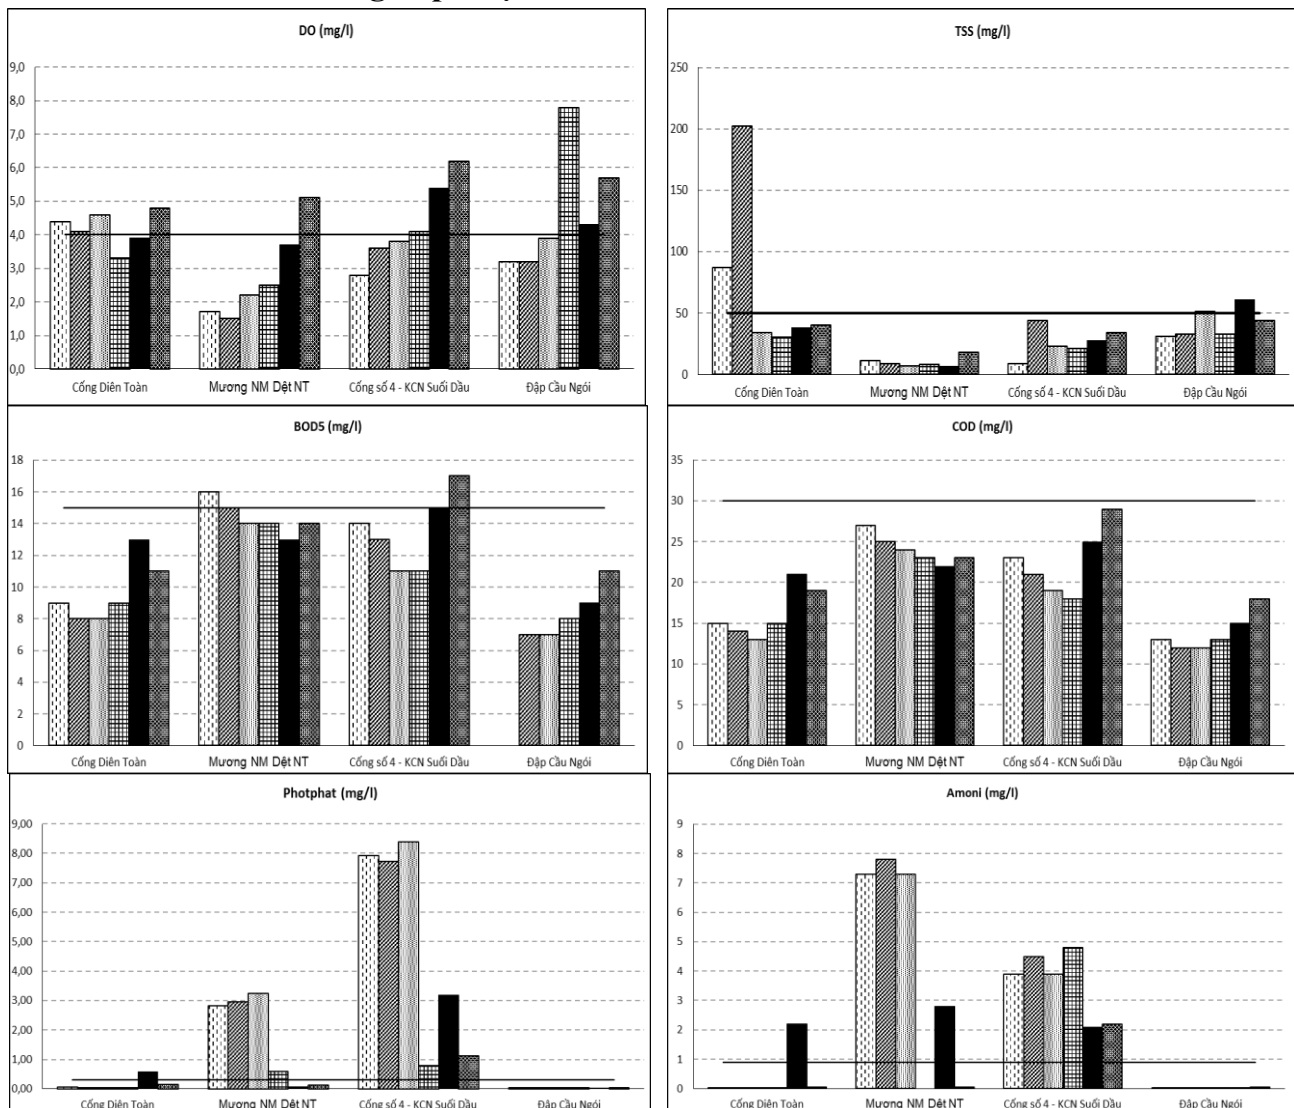 DO (mg/l)
9,0
8,0
7,0
6,0
5,0
4,0
3,0
2,0
1,0
0,0
Cống Diên Toàn
Mương NM Dệt NT
Cống số 4 - KCN Suối Dầu
Đập Cầu Ngói
TSS (mg/l)
250
200
150
100
50
0
Cống Diên Toàn
Mương NM Dệt NT
Cống số 4 - KCN Suối Dầu
Đập Cầu Ngói
BOD5 (mg/l)
18
16
14
12
10
8
6
4
2
0
Cống Diên Toàn
Mương NM Dệt NT
Cống số 4 - KCN Suối Dầu
Đập Cầu Ngói
COD (mg/l)
35
30
25
20
15
10
5
0
Cống Diên Toàn
Mương NM Dệt NT
Cống số 4 - KCN Suối Dầu
Đập Cầu Ngói
Photphat (mg/l)
9,00
8,00
7,00
6,00
5,00
4,00
3,00
2,00
1,00
0,00
Cống Diên Toàn
Mương NM Dệt NT
Cống số 4 - KCN Suối Dầu
Đập Cầu Ngói
Amoni (mg/l)
9
8
7
6
5
4
3
2
1
0
Cống Diên Toàn
Mương NM Dệt NT
Cống số 4 - KCN Suối Dầu
Đập Cầu Ngói